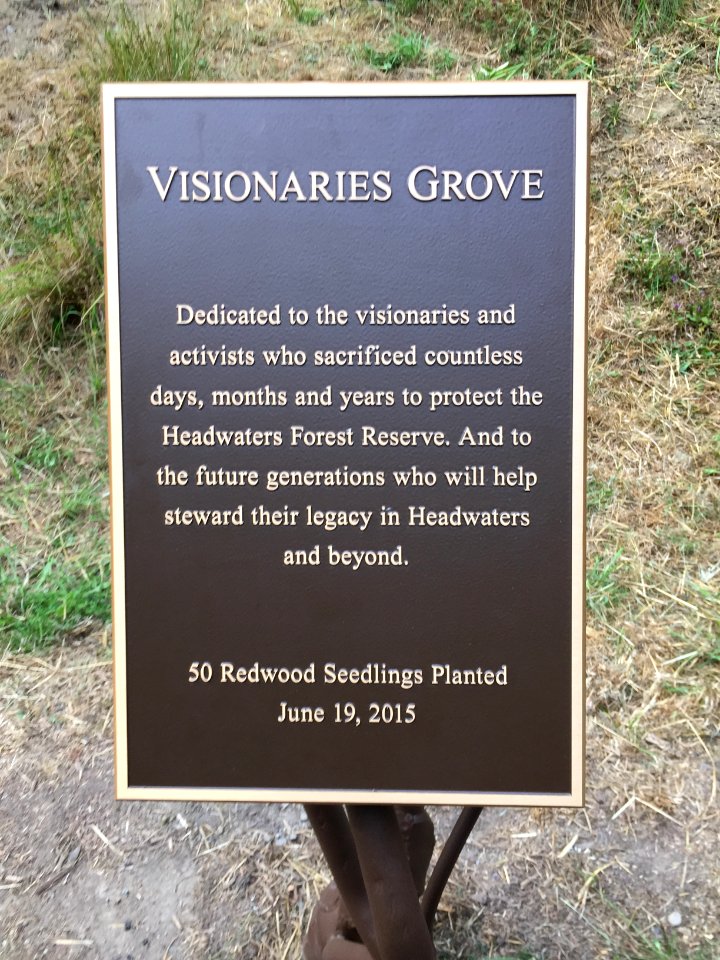 VISIONARIES GROVE
Dedicated to the visionaries and
activists who sacrificed countless
days, months and years to protect the
Headwaters Forest Reserve. And to
the future generations who will help
steward their legacy in Headwaters
and beyond.
50 Redwood Seedlings Planted
June 19, 2015